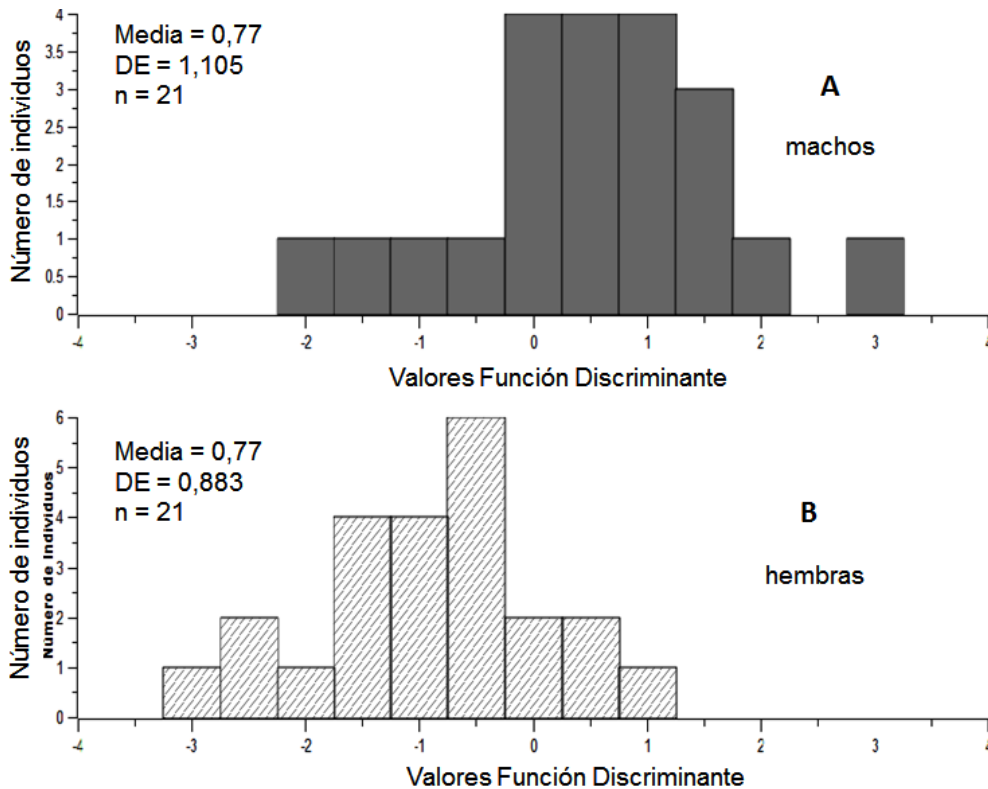 Número de individuos
4
3.5
3
2.5
2
1.5
1
0.5
0
Media = 0,77
DE = 1,105
n = 21
A
machos
-4 -3 -2 -1 0 1 2 3 4
Valores Función Discriminante
Número de individuos
Número de Individuos
6
5
4
3
2
1
0
Media = 0,77
DE = 0,883
n = 21
B
hembras
-4 -3 -2 -1 0 1 2 3 4
Valores Función Discriminante